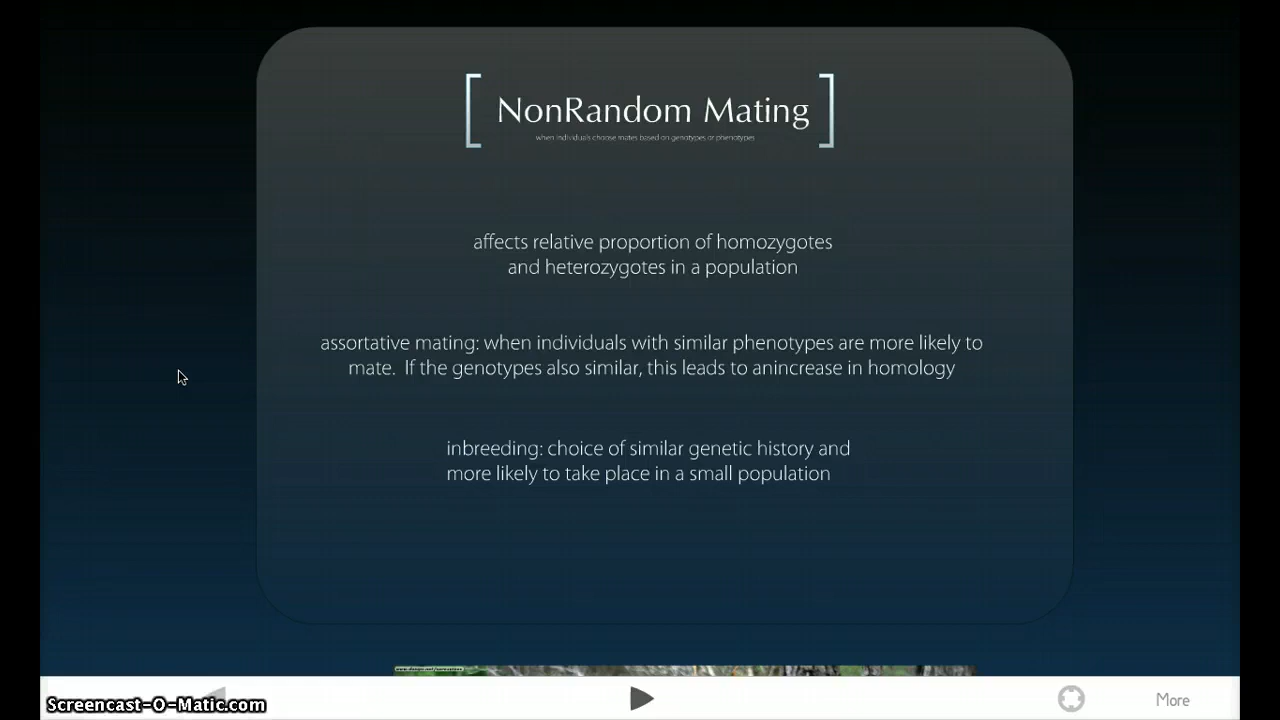 NonRandom Mating
when individuals choose mates based on genotypes or phenotypes
affects relative proportion of homozygotes
and heterozygotes in a population
assortative mating: when individuals with similar phenotypes are more likely to
mate. If the genotypes also similar, this leads to anincrease in homology
inbreeding: choice of similar genetic history and
more likely to take place in a small population
Screencast-O-Matic.com
More